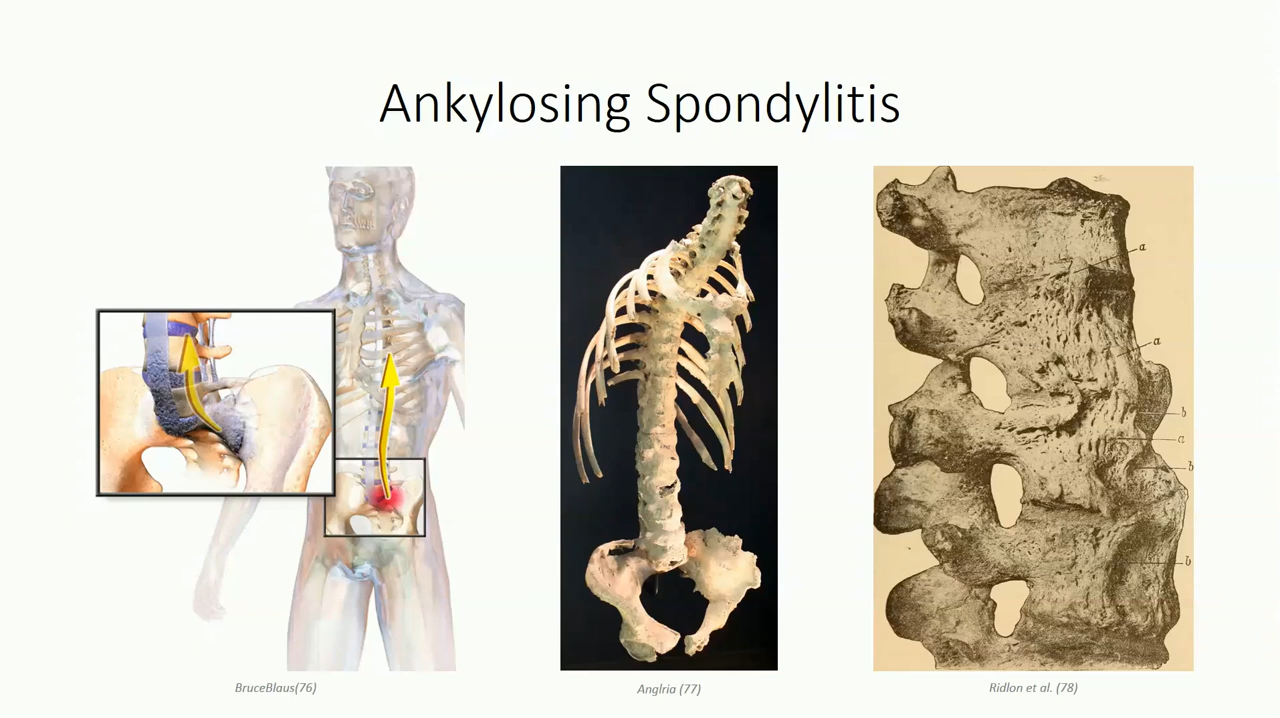 Ankylosing Spondylitis
a
a
b
a
b
b
BruceBlaus(76)
Anglria (77)
Ridlon et al. (78)